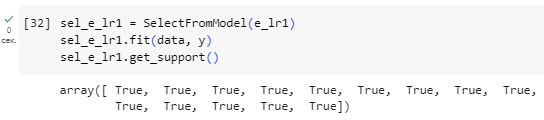 [32] sel_e_lr1 = SelectFromModel(e_lr1)
0 sel_e_lr1.fit(data, y)
сек. sel_e_lr1.get_support()
array([ True, True, True, True, True, True, True, True, True,
True, True, True, True, True])